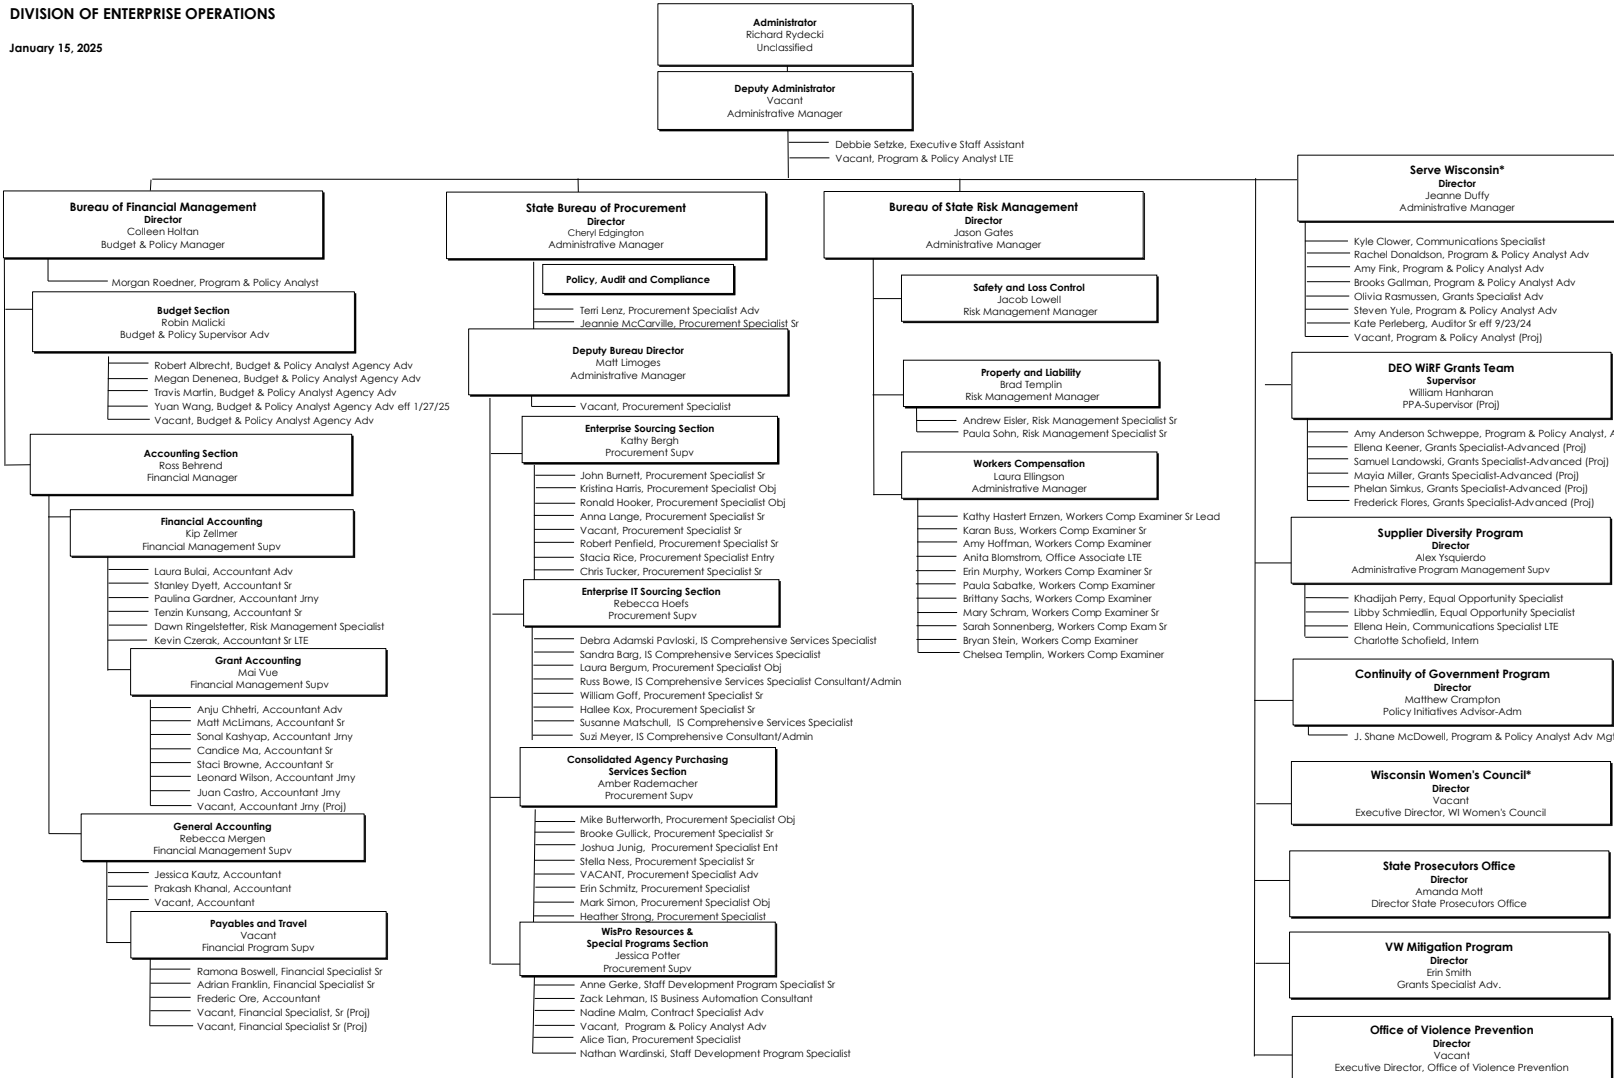 DIVISION OF ENTERPRISE OPERATIONS
January 15, 2025
Administrator
Richard Rydecki
Unclassified
Deputy Administrator
Vacant
Administrative Manager
Debbie Setzke, Executive Staff Assistant
Vacant, Program & Policy Analyst LTE
Bureau of Financial Management
Director
Colleen Holtan
Budget & Policy Manager
Morgan Roedner, Program & Policy Analyst
Budget Section
Robin Malicki
Budget & Policy Supervisor Adv
Robert Albrecht, Budget & Policy Analyst Agency Adv
Megan Denenea, Budget & Policy Analyst Agency Adv
Travis Martin, Budget & Policy Analyst Agency Adv
Yuan Wang, Budget & Policy Analyst Agency Adv eff 1/27/25
Vacant, Budget & Policy Analyst Agency Adv
Accounting Section
Ross Behrend
Financial Manager
Financial Accounting
Kip Zellmer
Financial Management Supv
Laura Bulai, Accountant Adv
Stanley Dyett, Accountant Sr
Paulina Gardner, Accountant Jrny
Tenzin Kunsang, Accountant Sr
Dawn Ringelstetter, Risk Management Specialist
Kevin Czerak, Accountant Sr LTE
Grant Accounting
Mai Vue
Financial Management Supv
Anju Chhetri, Accountant Adv
Matt McLimans, Accountant Sr
Sonal Kashyap, Accountant Jrny
Candice Ma, Accountant Sr
Staci Browne, Accountant Sr
Leonard Wilson, Accountant Jrny
Juan Castro, Accountant Jrny
Vacant, Accountant Jrny (Proj)
General Accounting
Rebecca Mergen
Financial Management Supv
Jessica Kautz, Accountant
Prakash Khanal, Accountant
Vacant, Accountant
Payables and Travel
Vacant
Financial Program Supv
Ramona Boswell, Financial Specialist Sr
Adrian Franklin, Financial Specialist Sr
Frederic Ore, Accountant
Vacant, Financial Specialist, Sr (Proj)
Vacant, Financial Specialist Sr (Proj)
State Bureau of Procurement
Director
Cheryl Edgington
Administrative Manager
Policy, Audit and Compliance
Terri Lenz, Procurement Specialist Adv
Jeannie McCarville, Procurement Specialist Sr
Deputy Bureau Director
Matt Limoges
Administrative Manager
Vacant, Procurement Specialist
Enterprise Sourcing Section
Kathy Bergh
Procurement Supv
John Burnett, Procurement Specialist Sr
Kristina Harris, Procurement Specialist Obj
Ronald Hooker, Procurement Specialist Obj
Anna Lange, Procurement Specialist Sr
Vacant, Procurement Specialist Sr
Robert Penfield, Procurement Specialist Sr
Stacia Rice, Procurement Specialist Entry
Chris Tucker, Procurement Specialist Sr
Enterprise IT Sourcing Section
Rebecca Hoefs
Procurement Supv
Debra Adamski Pavloski, IS Comprehensive Services Specialist
Sandra Barg, IS Comprehensive Services Specialist
Laura Bergum, Procurement Specialist Obj
Russ Bowe, IS Comprehensive Services Specialist Consultant/Admin
William Goff, Procurement Specialist Sr
Hallee Kox, Procurement Specialist Sr
Susanne Matschull, IS Comprehensive Services Specialist
Suzi Meyer, IS Comprehensive Consultant/Admin
Consolidated Agency Purchasing
Services Section
Amber Rademacher
Procurement Supv
Mike Butterworth, Procurement Specialist Obj
Brooke Gullick, Procurement Specialist Sr
Joshua Junig, Procurement Specialist Ent
Stella Ness, Procurement Specialist Sr
VACANT, Procurement Specialist Adv
Erin Schmitz, Procurement Specialist
Mark Simon, Procurement Specialist Obj
Heather Strong, Procurement Specialist
WisPro Resources &
Special Programs Section
Jessica Potter
Procurement Supv
Anne Gerke, Staff Development Program Specialist Sr
Zack Lehman, IS Business Automation Consultant
Nadine Malm, Contract Specialist Adv
Vacant, Program & Policy Analyst Adv
Alice Tian, Procurement Specialist
Nathan Wardinski, Staff Development Program Specialist
Bureau of State Risk Management
Director
Jason Gates
Administrative Manager
Safety and Loss Control
Jacob Lowell
Risk Management Manager
Property and Liability
Brad Templin
Risk Management Manager
Andrew Eisler, Risk Management Specialist Sr
Paula Sohn, Risk Management Specialist Sr
Workers Compensation
Laura Ellingson
Administrative Manager
Kathy Hastert Ernzen, Workers Comp Examiner Sr Lead
Karan Buss, Workers Comp Examiner Sr
Amy Hoffman, Workers Comp Examiner
Anita Blomstrom, Office Associate LTE
Erin Murphy, Workers Comp Examiner Sr
Paula Sabatke, Workers Comp Examiner
Brittany Sachs, Workers Comp Examiner
Mary Schram, Workers Comp Examiner Sr
Sarah Sonnenberg, Workers Comp Exam Sr
Bryan Stein, Workers Comp Examiner
Chelsea Templin, Workers Comp Examiner
Serve Wisconsin*
Director
Jeanne Duffy
Administrative Manager
Kyle Clower, Communications Specialist
Rachel Donaldson, Program & Policy Analyst Adv
Amy Fink, Program & Policy Analyst Adv
Brooks Gallman, Program & Policy Analyst Adv
Olivia Rasmussen, Grants Specialist Adv
Steven Yule, Program & Policy Analyst Adv
Kate Perleberg, Auditor Sr eff 9/23/24
Vacant, Program & Policy Analyst (Proj)
DEO WiRF Grants Team
Supervisor
William Hanharan
PPA-Supervisor (Proj)
Amy Anderson Schweppe, Program & Policy Analyst, A
Ellena Keener, Grants Specialist-Advanced (Proj)
Samuel Landowski, Grants Specialist-Advanced (Proj)
Mayia Miller, Grants Specialist-Advanced (Proj)
Phelan Simkus, Grants Specialist-Advanced (Proj)
Frederick Flores, Grants Specialist-Advanced (Proj)
Supplier Diversity Program
Director
Alex Ysquierdo
Administrative Program Management Supv
Khadijah Perry, Equal Opportunity Specialist
Libby Schmiedlin, Equal Opportunity Specialist
Ellena Hein, Communications Specialist LTE
Charlotte Schofield, Intern
Continuity of Government Program
Director
Matthew Crampton
Policy Initiatives Advisor-Adm
J. Shane McDowell, Program & Policy Analyst Adv Mgt
Wisconsin Women's Council*
Director
Vacant
Executive Director, WI Women's Council
State Prosecutors Office
Director
Amanda Mott
Director State Prosecutors Office
VW Mitigation Program
Director
Erin Smith
Grants Specialist Adv.
Office of Violence Prevention
Director
Vacant
Executive Director, Office of Violence Prevention